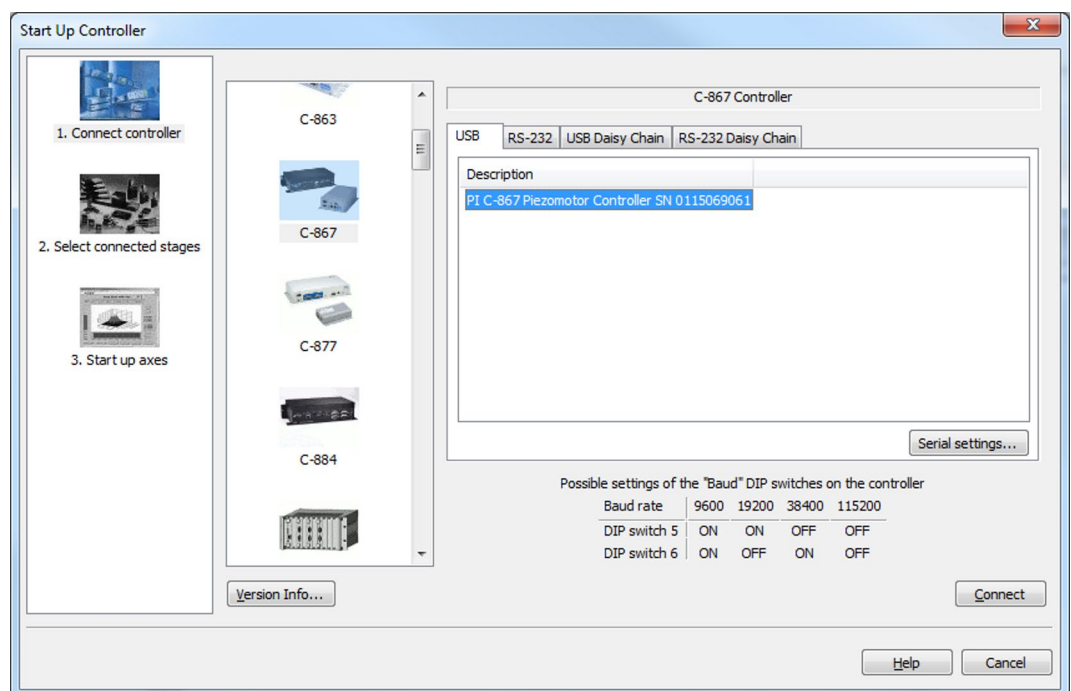 Start Up Controller
1. Connect controller
2. Select connected stages
3. Start up axes
C-863
C-867
C-877
C-884
Version Info...
C-867 Controller
USB RS-232 USB Daisy Chain RS-232 Daisy Chain
Description
PI C-867 Piezomotor Controller SN 0115069061
Serial settings...
Possible settings of the "Baud" DIP switches on the controller
Baud rate 9600 19200 38400 115200
DIP switch 5 ON ON OFF OFF
DIP switch 6 ON OFF ON OFF
Connect
Help Cancel